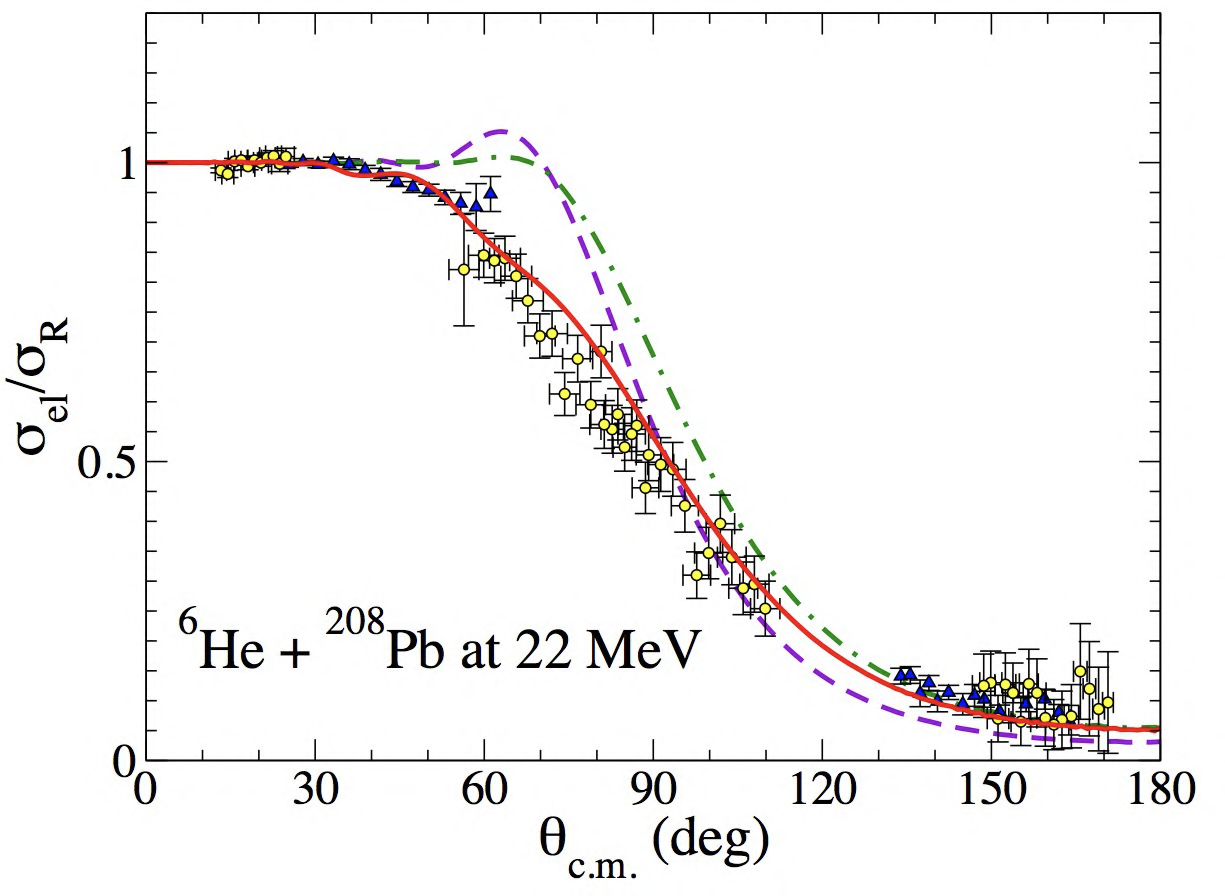 1
0.5
0
σel/σR
⁶He + ²⁰⁸Pb at 22 MeV
0 30 60 90 120 150 180
θc.m. (deg)